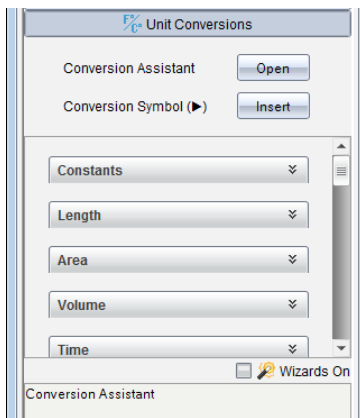 F°/C° Unit Conversions
Conversion Assistant Open
Conversion Symbol (▶) Insert
Constants
Length
Area
Volume
Time
Wizards On
Conversion Assistant